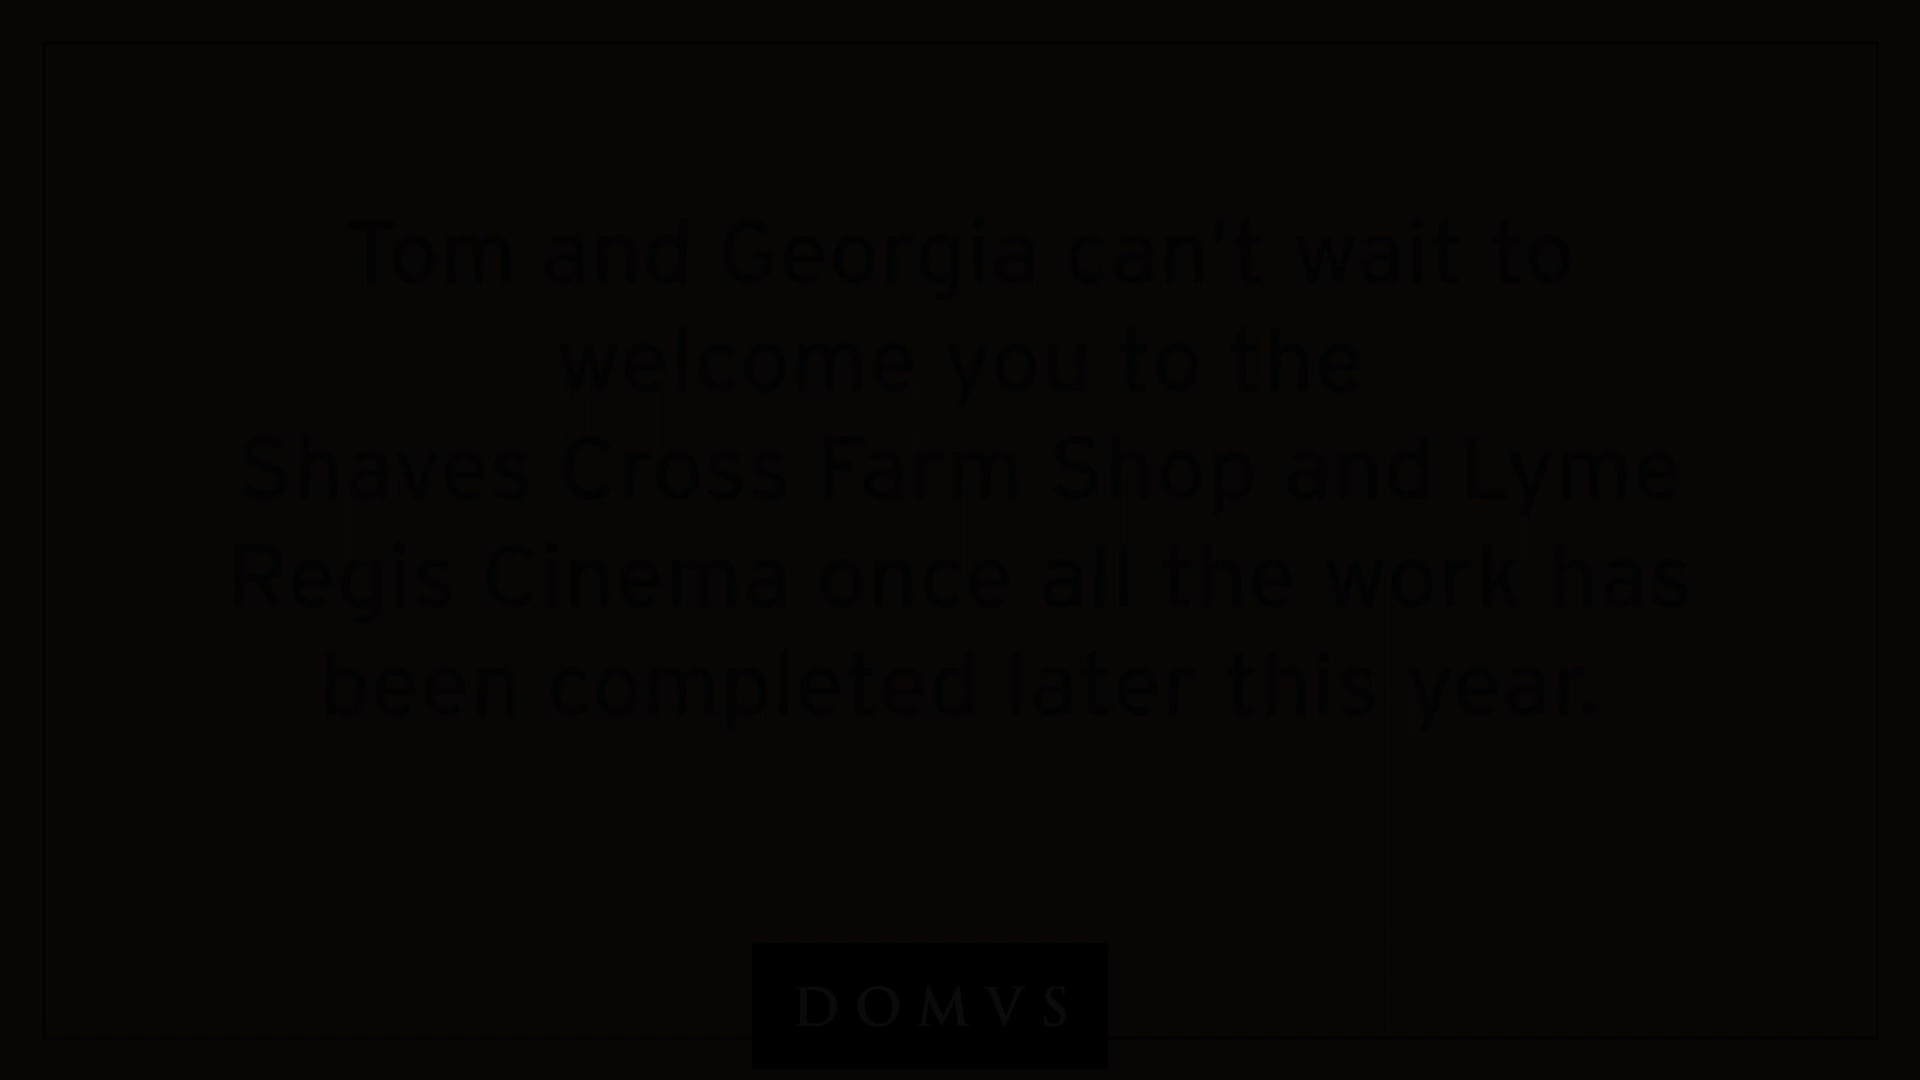 Tom and Georgia can't wait to
welcome you to the
Shaves Cross Farm Shop and Lyme
Regis Cinema once all the work has
been completed later this year.
DOMVS